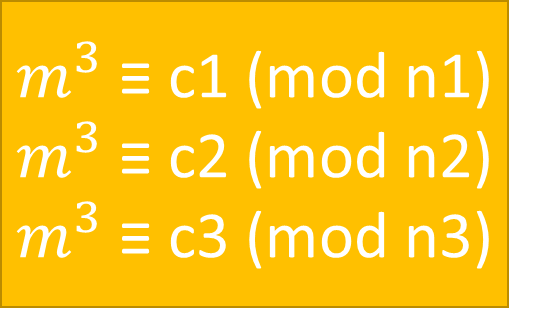 𝑚³ ≡ c1 (mod n1)
𝑚³ ≡ c2 (mod n2)
𝑚³ ≡ c3 (mod n3)